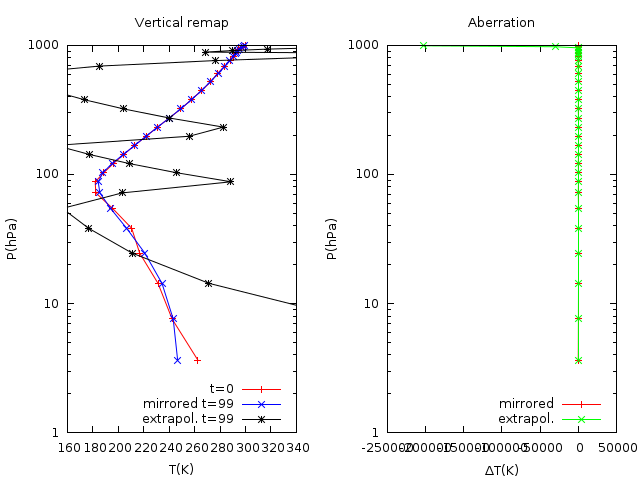 Vertical remap
1000
100
10
1
P(hPa)
t=0
mirrored t=99
extrapol. t=99
160 180 200 220 240 260 280 300 320 340
T(K)
Aberration
1000
100
10
1
P(hPa)
mirrored
extrapol.
-250000 -200000 -150000 -100000 -50000 0 50000
ΔT(K)